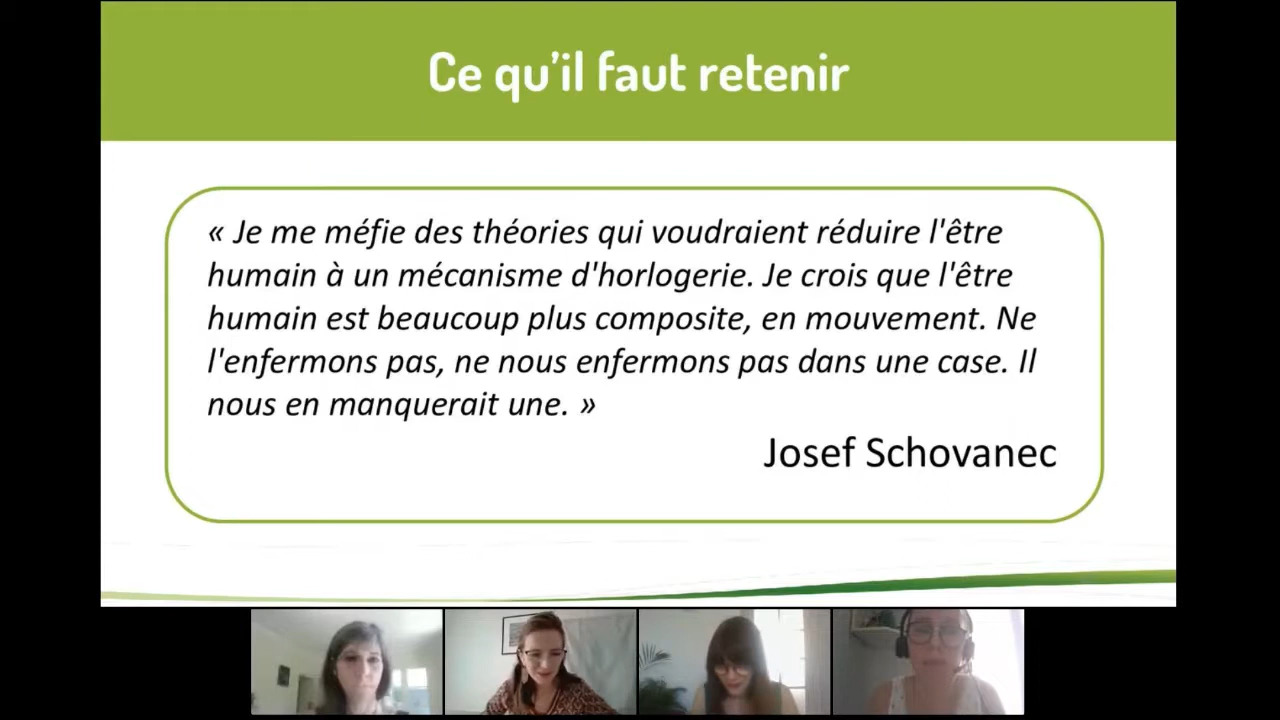 Ce qu’il faut retenir
« Je me méfie des théories qui voudraient réduire l'être
humain à un mécanisme d'horlogerie. Je crois que l'être
humain est beaucoup plus composite, en mouvement. Ne
l'enfermons pas, ne nous enfermons pas dans une case. Il
nous en manquerait une. »
Josef Schovanec